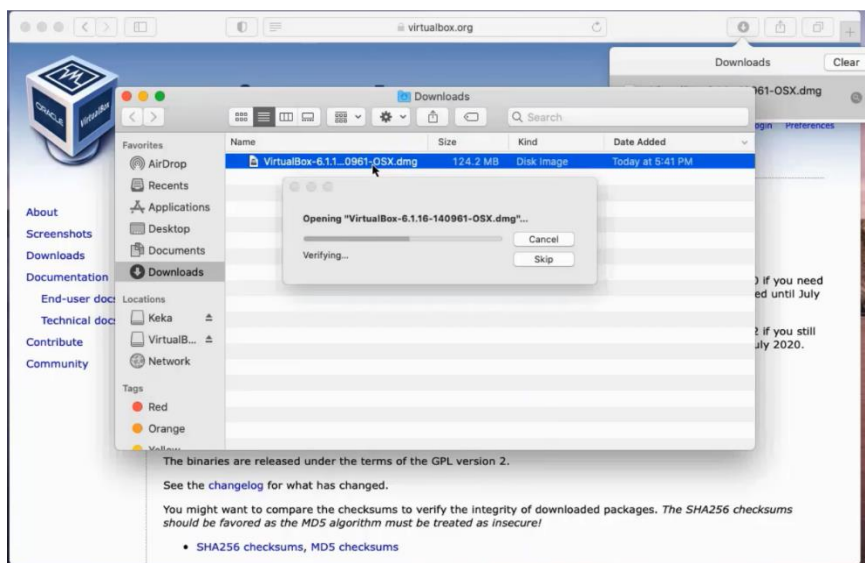 virtualbox.org
Downloads
Clear
961-OSX.dmg
ORACLE
VirtualBox
Downloads
Search
Preferences
Favorites
AirDrop
Recents
Applications
Desktop
Documents
Downloads
Locations
Keka
VirtualB...
Network
Tags
Red
Orange
Yellow
Name
Size
Kind
Date Added
VirtualBox-6.1.1...0961-OSX.dmg
124.2 MB
Disk Image
Today at 5:41 PM
Opening "VirtualBox-6.1.16-140961-OSX.dmg"...
Cancel
Verifying...
Skip
About
Screenshots
Downloads
Documentation
End-user docs
Technical docs
Contribute
Community
0 if you need
ed until July
2 if you still
uly 2020.
The binaries are released under the terms of the GPL version 2.
See the changelog for what has changed.
You might want to compare the checksums to verify the integrity of downloaded packages. The SHA256 checksums
should be favored as the MD5 algorithm must be treated as insecure!
• SHA256 checksums, MD5 checksums